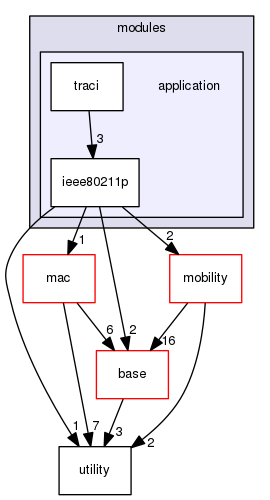 modules
traci
application
3
ieee80211p
2
1
mac
mobility
6
2
16
base
1
7
3
2
utility